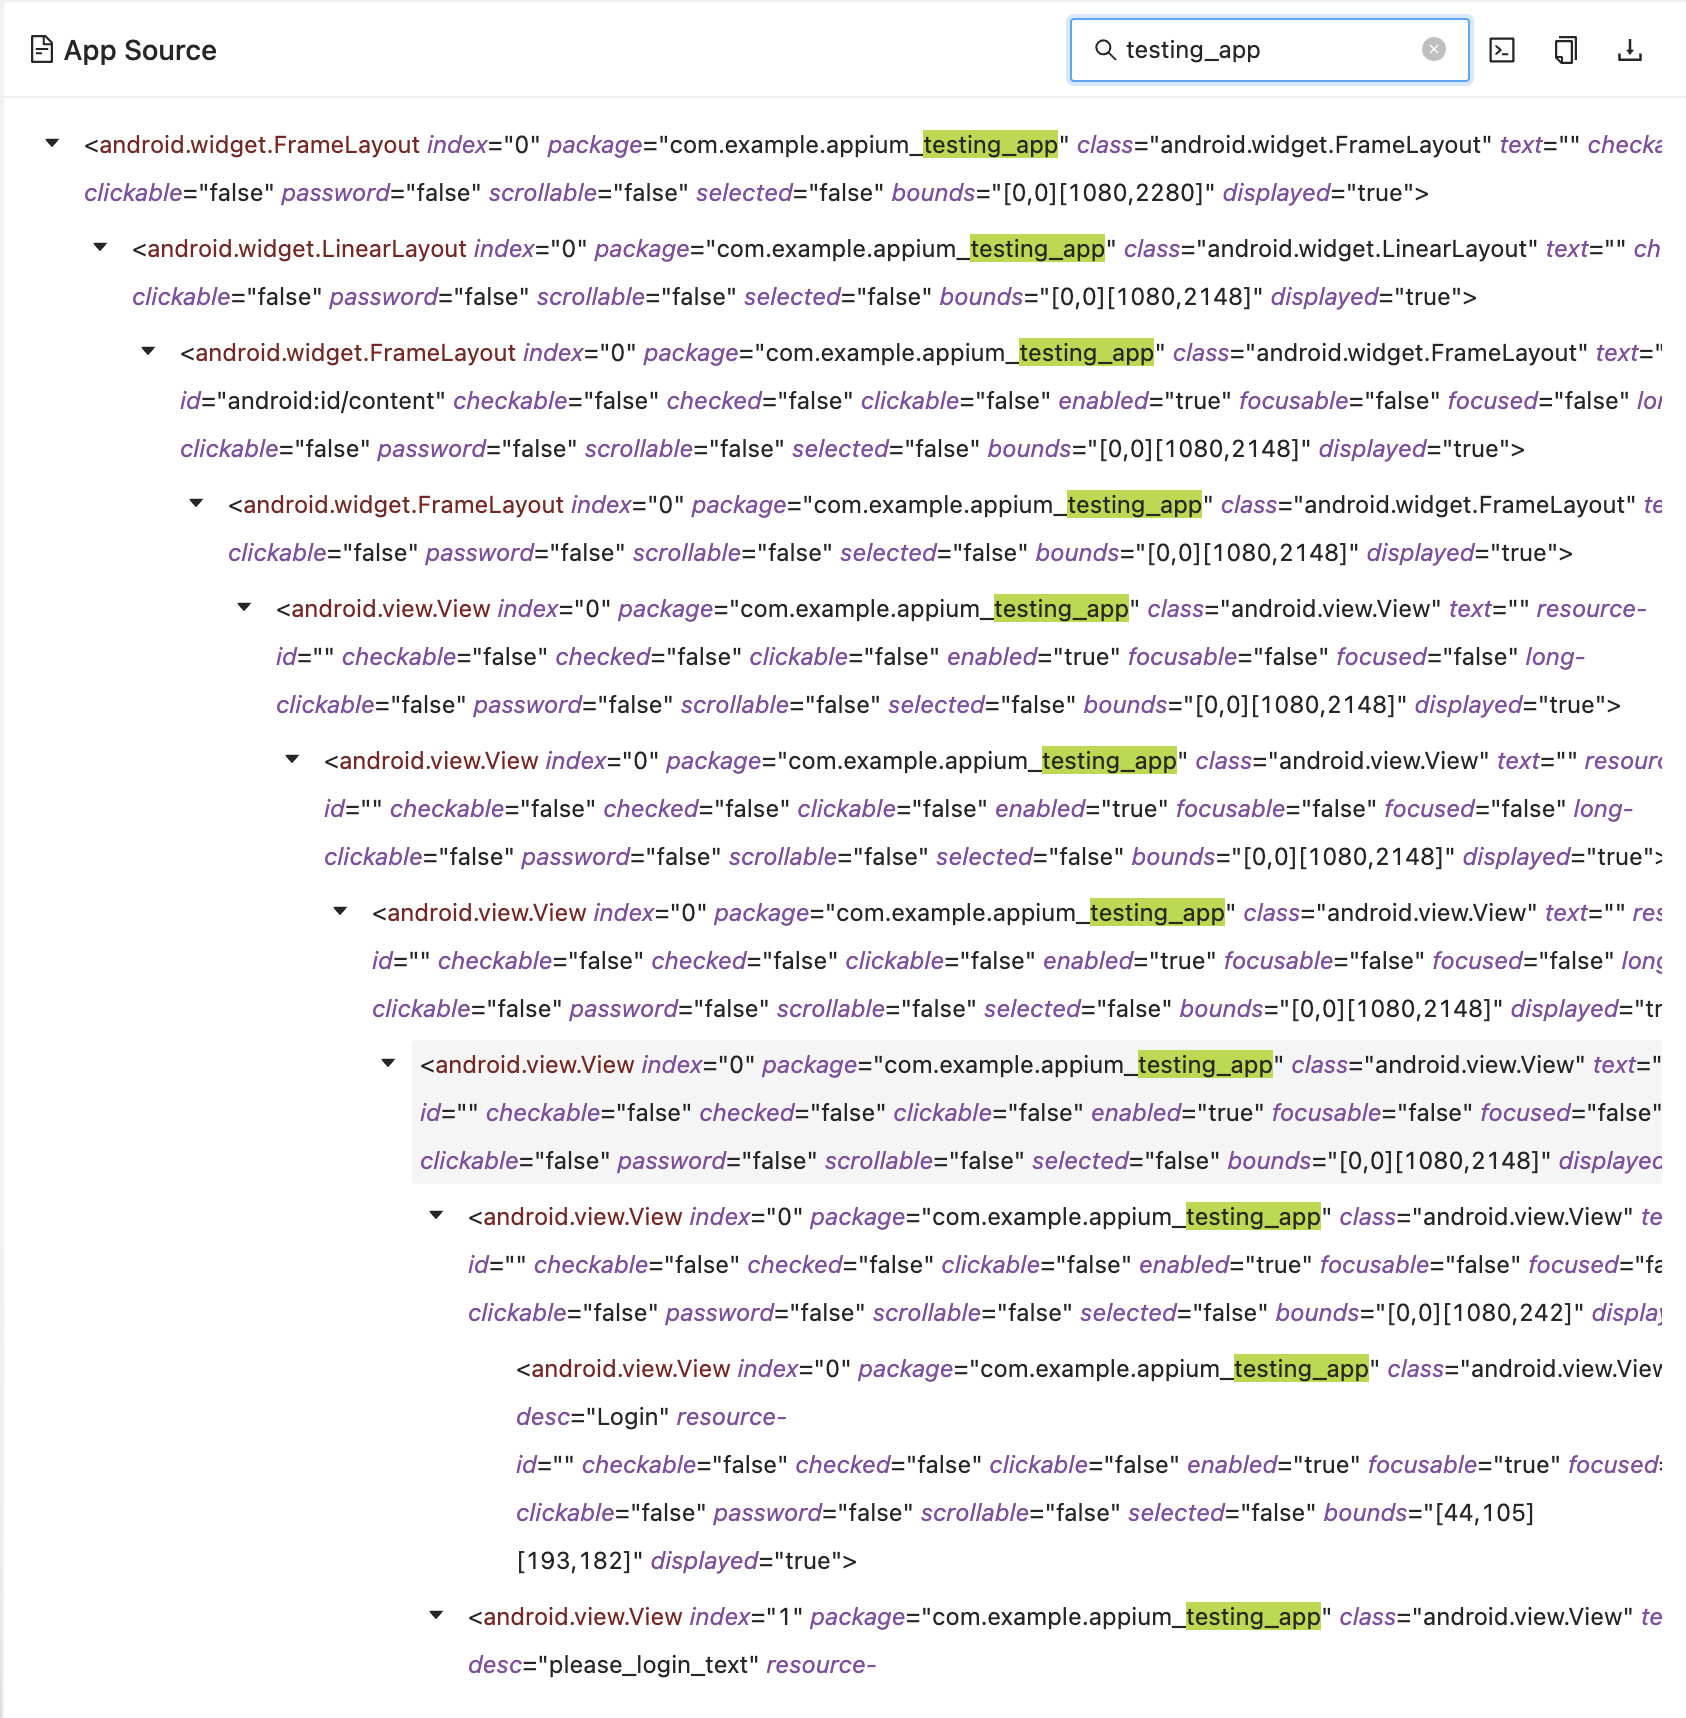 App Source
testing_app
<android.widget.FrameLayout index="0" package="com.example.appium_testing_app" class="android.widget.FrameLayout" text=""
clickable="false" password="false" scrollable="false" selected="false" bounds="[0,0][1080,2280]" displayed="true">
<android.widget.LinearLayout index="0" package="com.example.appium_testing_app" class="android.widget.LinearLayout" text="" ch
clickable="false" password="false" scrollable="false" selected="false" bounds="[0,0][1080,2148]" displayed="true">
<android.widget.FrameLayout index="0" package="com.example.appium_testing_app" class="android.widget.FrameLayout" text="
id="android:id/content" checkable="false" checked="false" clickable="false" enabled="true" focusable="false" focused="false"
clickable="false" password="false" scrollable="false" selected="false" bounds="[0,0][1080,2148]" displayed="true">
<android.widget.FrameLayout index="0" package="com.example.appium_testing_app" class="android.widget.FrameLayout" te
clickable="false" password="false" scrollable="false" selected="false" bounds="[0,0][1080,2148]" displayed="true">
<android.view.View index="0" package="com.example.appium_testing_app" class="android.view.View" text="" resource-
id="" checkable="false" checked="false" clickable="false" enabled="true" focusable="false" focused="false" long-
clickable="false" password="false" scrollable="false" selected="false" bounds="[0,0][1080,2148]" displayed="true">
<android.view.View index="0" package="com.example.appium_testing_app" class="android.view.View" text=""
id="" checkable="false" checked="false" clickable="false" enabled="true" focusable="false" focused="false" long-
clickable="false" password="false" scrollable="false" selected="false" bounds="[0,0][1080,2148]" displayed="true">
<android.view.View index="0" package="com.example.appium_testing_app" class="android.view.View" text="" res
id="" checkable="false" checked="false" clickable="false" enabled="true" focusable="false" focused="false"
clickable="false" password="false" scrollable="false" selected="false" bounds="[0,0][1080,2148]" displayed="tr
<android.view.View index="0" package="com.example.appium_testing_app" class="android.view.View" text="
id="" checkable="false" checked="false" clickable="false" enabled="true" focusable="false" focused="false"
clickable="false" password="false" scrollable="false" selected="false" bounds="[0,0][1080,2148]" displayed
<android.view.View index="0" package="com.example.appium_testing_app" class="android.view.View" te
id="" checkable="false" checked="false" clickable="false" enabled="true" focusable="false" focused="fa
clickable="false" password="false" scrollable="false" selected="false" bounds="[0,0][1080,242]" display
<android.view.View index="0" package="com.example.appium_testing_app" class="android.view.View
desc="Login" resource-
id="" checkable="false" checked="false" clickable="false" enabled="true" focusable="true" focused=
clickable="false" password="false" scrollable="false" selected="false" bounds="[44,105]
[193,182]" displayed="true">
<android.view.View index="1" package="com.example.appium_testing_app" class="android.view.View" te
desc="please_login_text" resource-